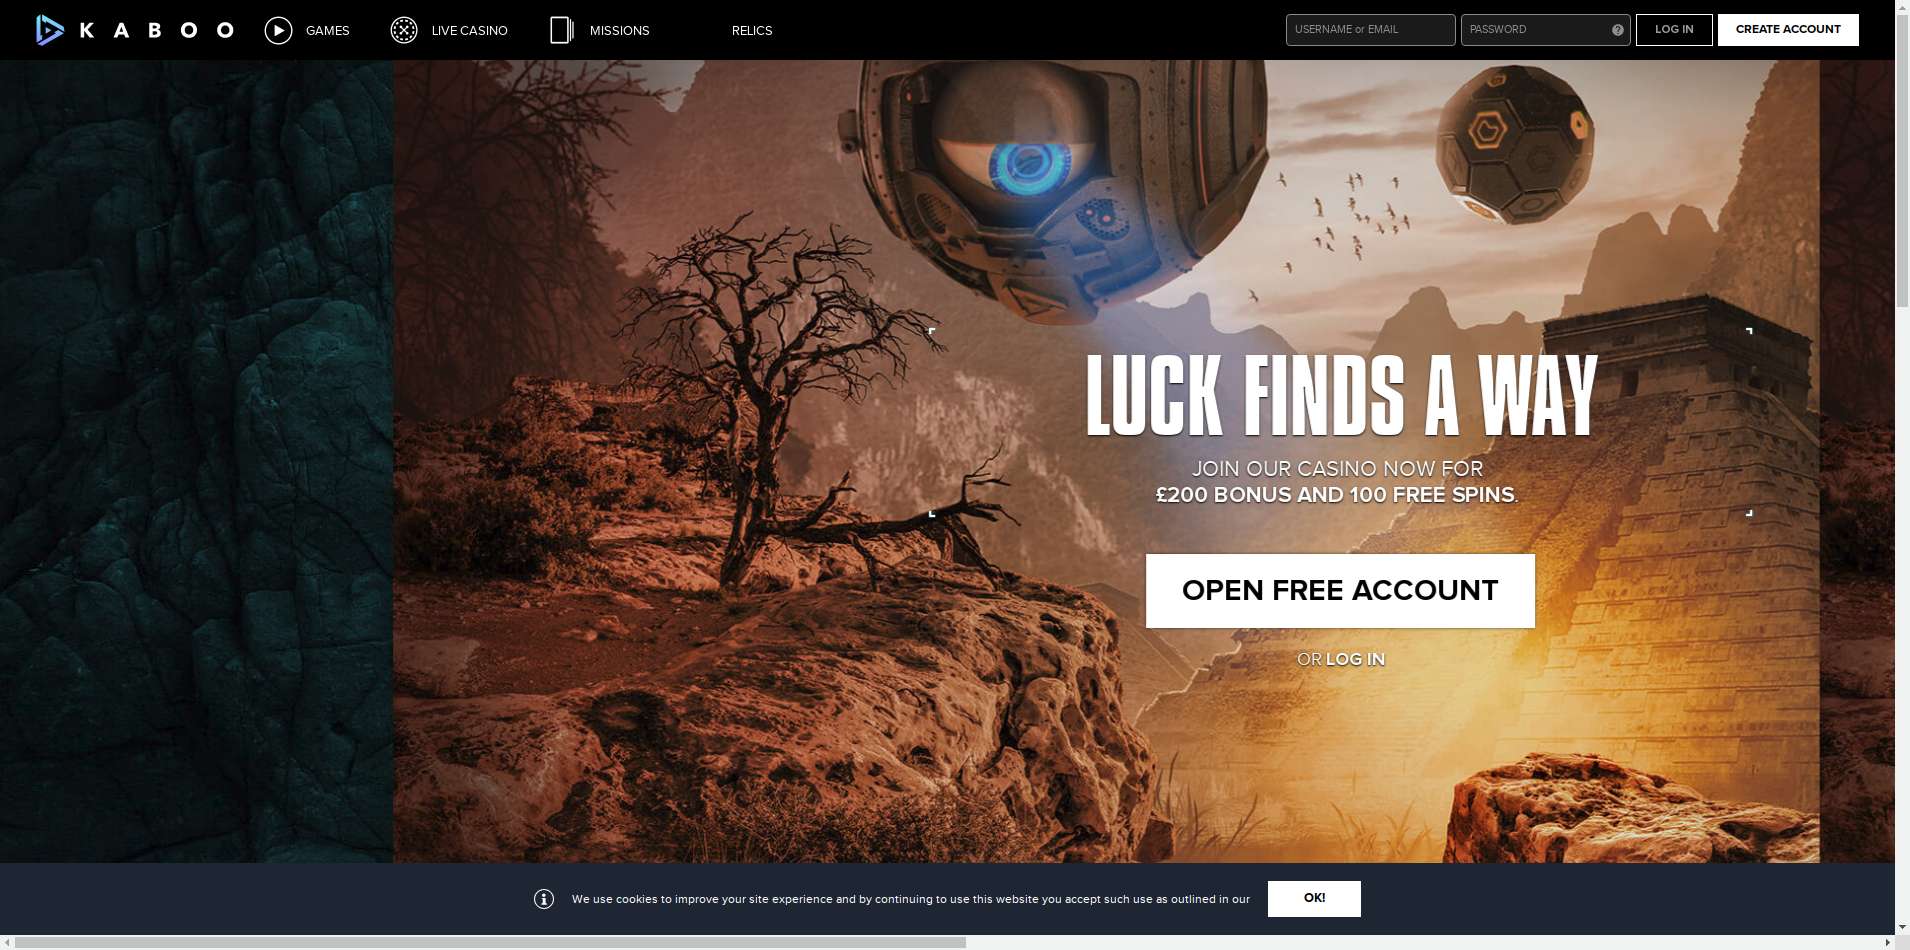 KABOO
GAMES
LIVE CASINO
MISSIONS
RELICS
USERNAME or EMAIL
PASSWORD
?
LOG IN
CREATE ACCOUNT
LUCK FINDS A WAY
JOIN OUR CASINO NOW FOR
£200 BONUS AND 100 FREE SPINS.
OPEN FREE ACCOUNT
OR LOG IN
We use cookies to improve your site experience and by continuing to use this website you accept such use as outlined in our
OK!